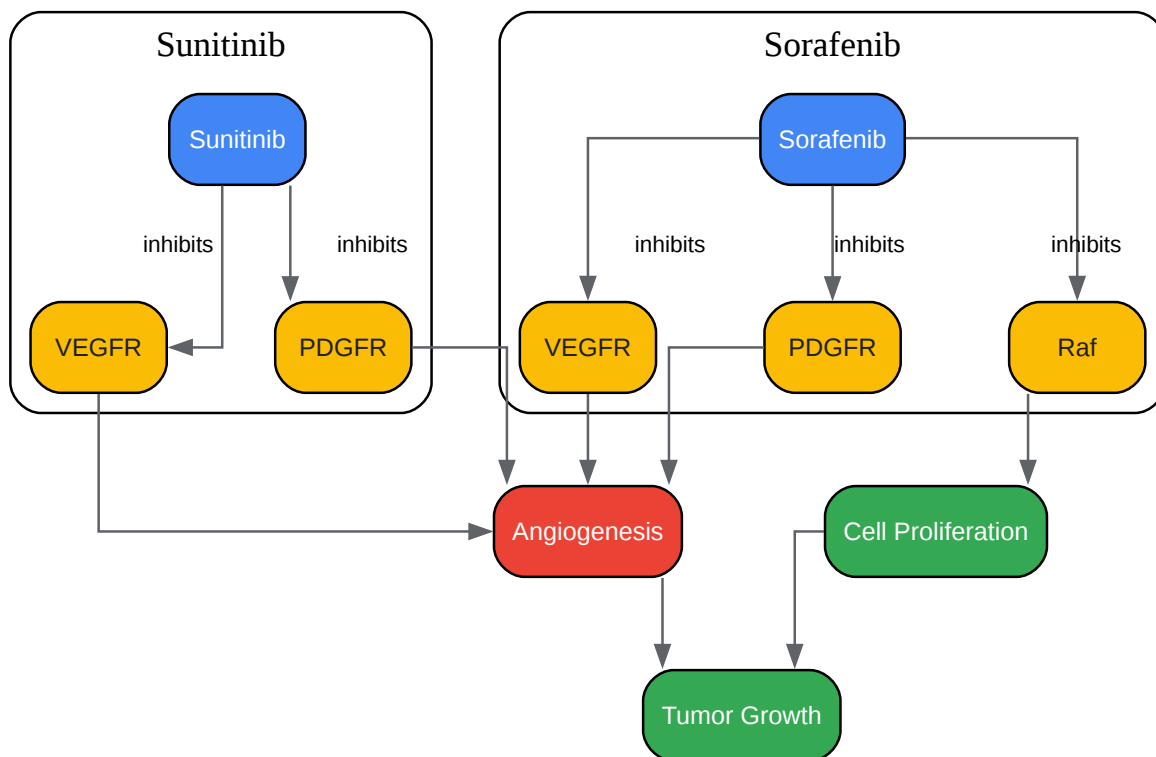 Sunitinib
Sorafenib
Sunitinib
Sorafenib
inhibits
inhibits
inhibits
inhibits
inhibits
VEGFR
PDGFR
VEGFR
PDGFR
Raf
Angiogenesis
Cell Proliferation
Tumor Growth